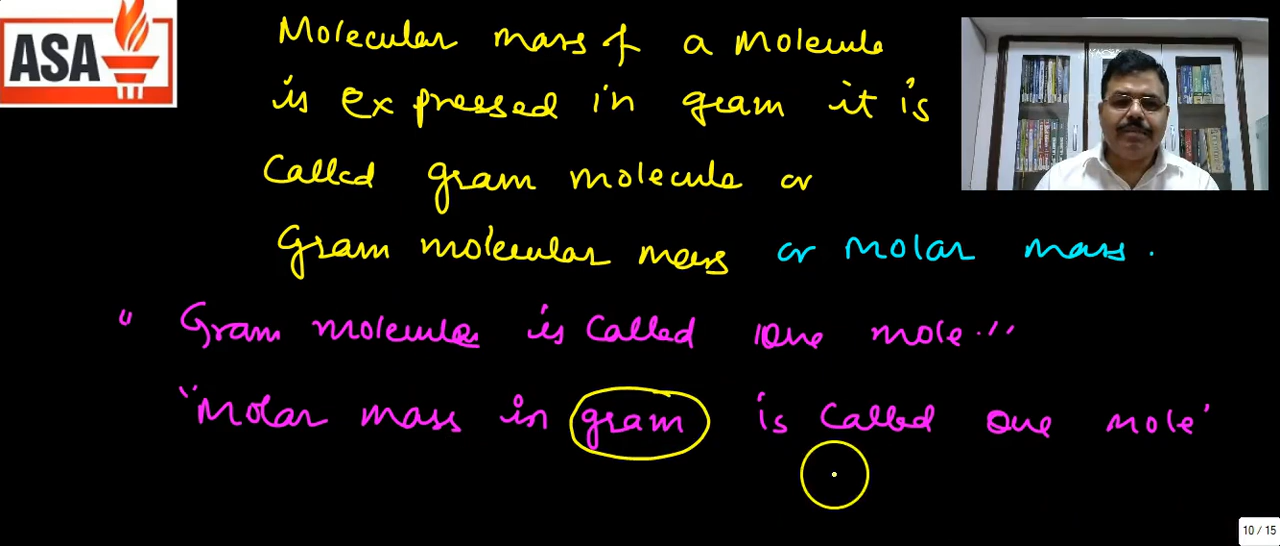 ASA
Molecular mass of a molecule
is expressed in gram it is
called gram molecule or
Gram molecular mass or molar mass.
" Gram molecule is called one mole."
"Molar mass in gram is called one mole'
10 / 15